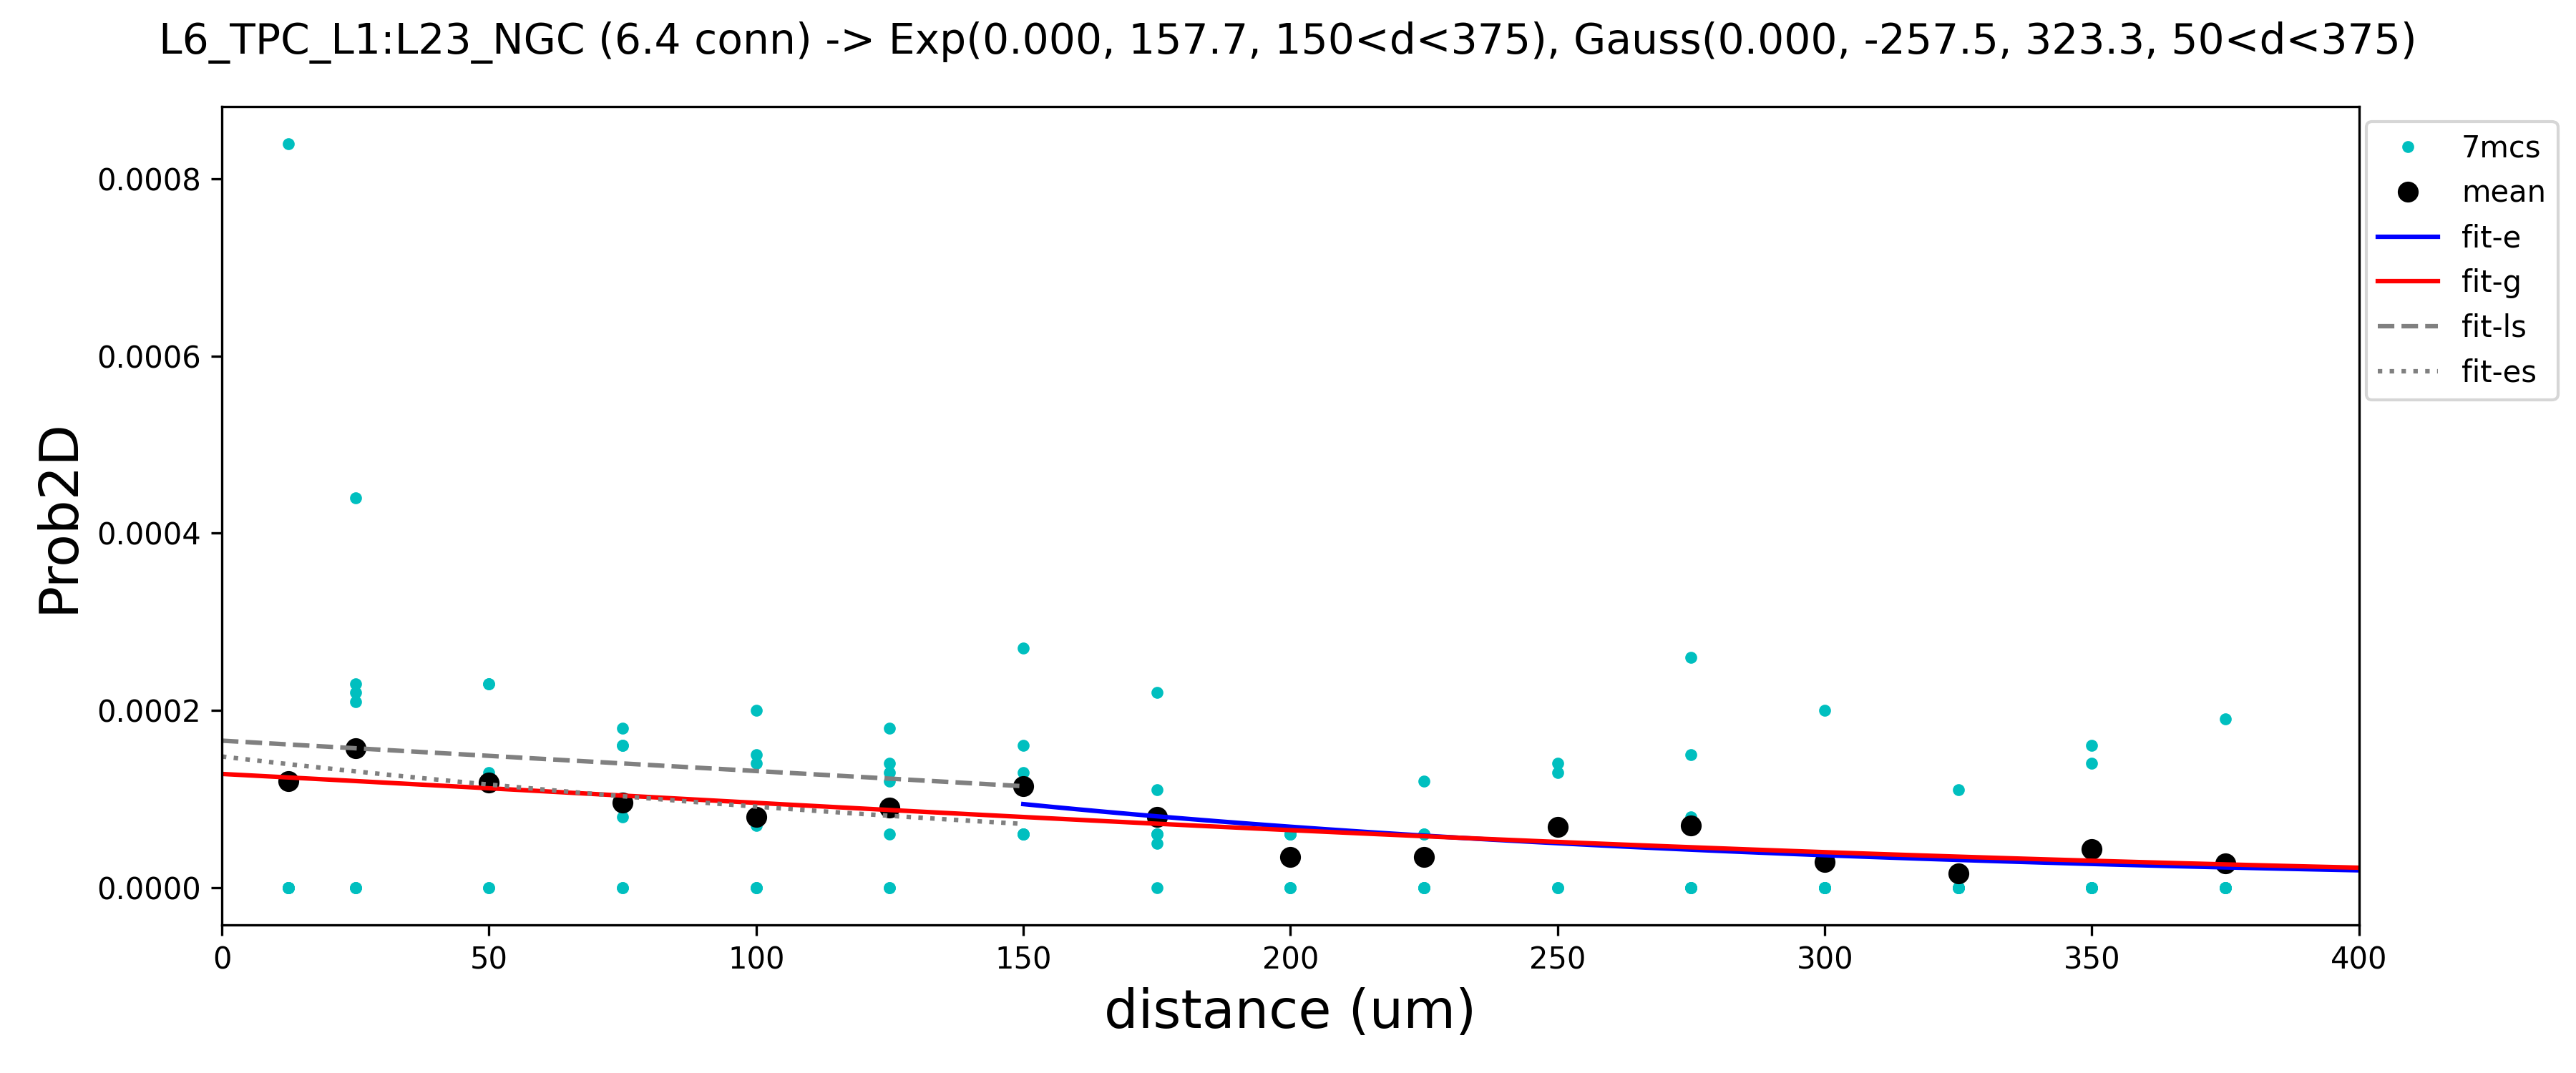 L6_TPC_L1:L23_NGC (6.4 conn) -> Exp(0.000, 157.7, 150<d<375), Gauss(0.000, -257.5, 323.3, 50<d<375)
7mcs
mean
fit-e
fit-g
fit-ls
fit-es
Prob2D
0.0008
0.0006
0.0004
0.0002
0.0000
0 50 100 150 200 250 300 350 400
distance (um)